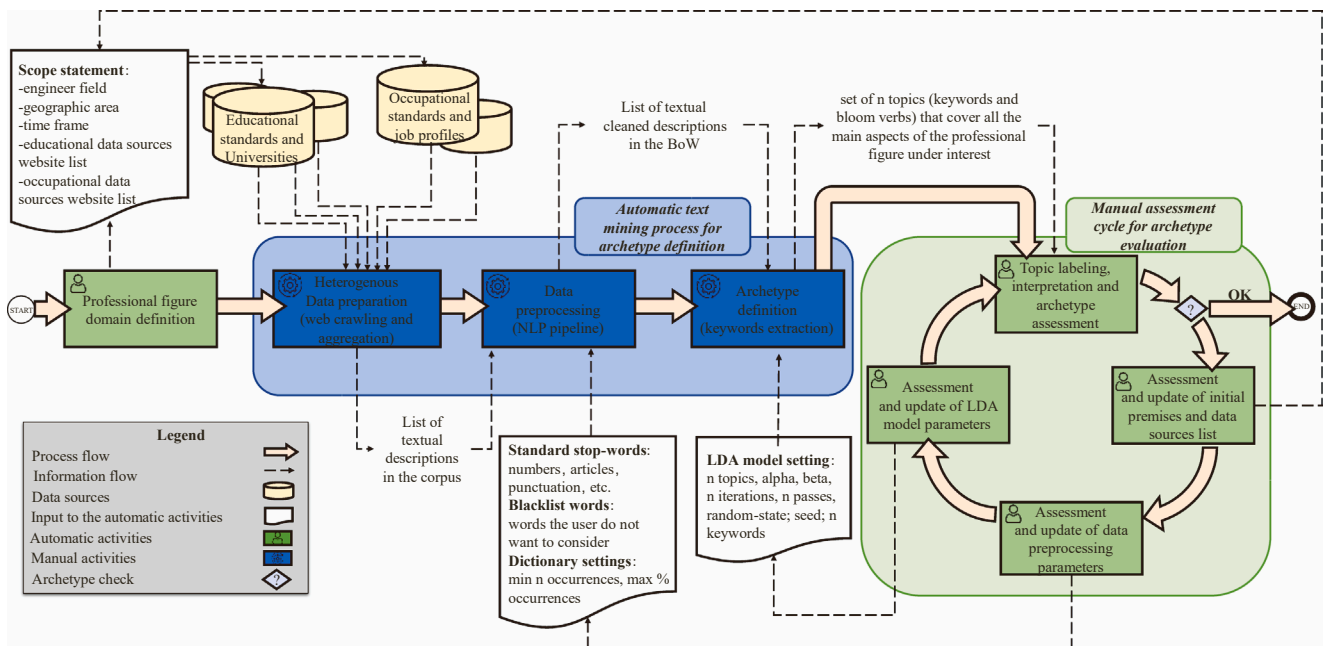 Scope statement:
-engineer field
-geographic area
-time frame
-educational data sources
website list
-occupational data
sources website list
Educational
standards and
Universities
Occupational
standards and
job profiles
List of textual
cleaned descriptions
in the BoW
set of n topics (keywords and
bloom verbs) that cover all the
main aspects of the professional
figure under interest
Automatic text
mining process for
archetype definition
Manual assessment
cycle for archetype
evaluation
START
Professional figure
domain definition
Heterogenous
Data preparation
(web crawling and
aggregation)
Data
preprocessing
(NLP pipeline)
Archetype
definition
(keywords extraction)
Topic labeling,
interpretation and
archetype
assessment
?
OK
END
Assessment
and update of LDA
model parameters
Assessment
and update of initial
premises and data
sources list
Assessment
and update of data
preprocessing
parameters
List of
textual
descriptions
in the corpus
Standard stop-words:
numbers, articles,
punctuation, etc.
Blacklist words:
words the user do not
want to consider
Dictionary settings:
min n occurrences, max %
occurrences
LDA model setting:
n topics, alpha, beta,
n iterations, n passes,
random-state; seed; n
keywords
Legend
Process flow
Information flow
Data sources
Input to the automatic activities
Automatic activities
Manual activities
Archetype check
?